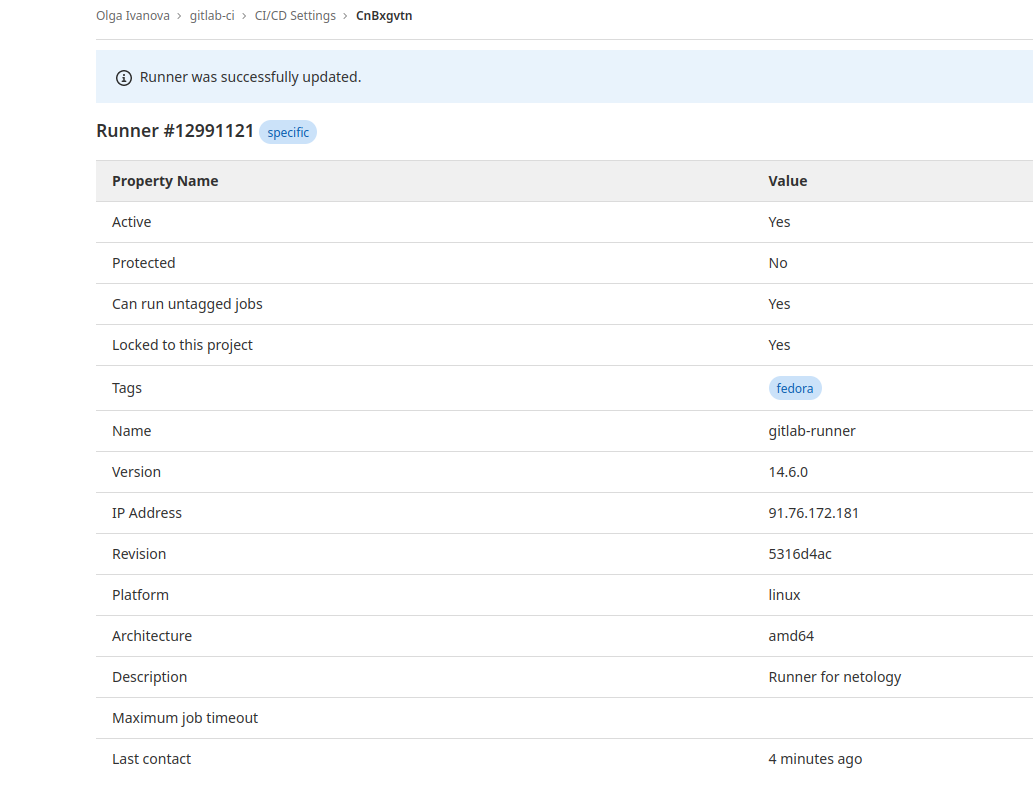 Olga Ivanova › gitlab-ci › CI/CD Settings › CnBxgvtn
Runner was successfully updated.
Runner #12991121 specific
Property Name Value
Active Yes
Protected No
Can run untagged jobs Yes
Locked to this project Yes
Tags fedora
Name gitlab-runner
Version 14.6.0
IP Address 91.76.172.181
Revision 5316d4ac
Platform linux
Architecture amd64
Description Runner for netology
Maximum job timeout
Last contact 4 minutes ago